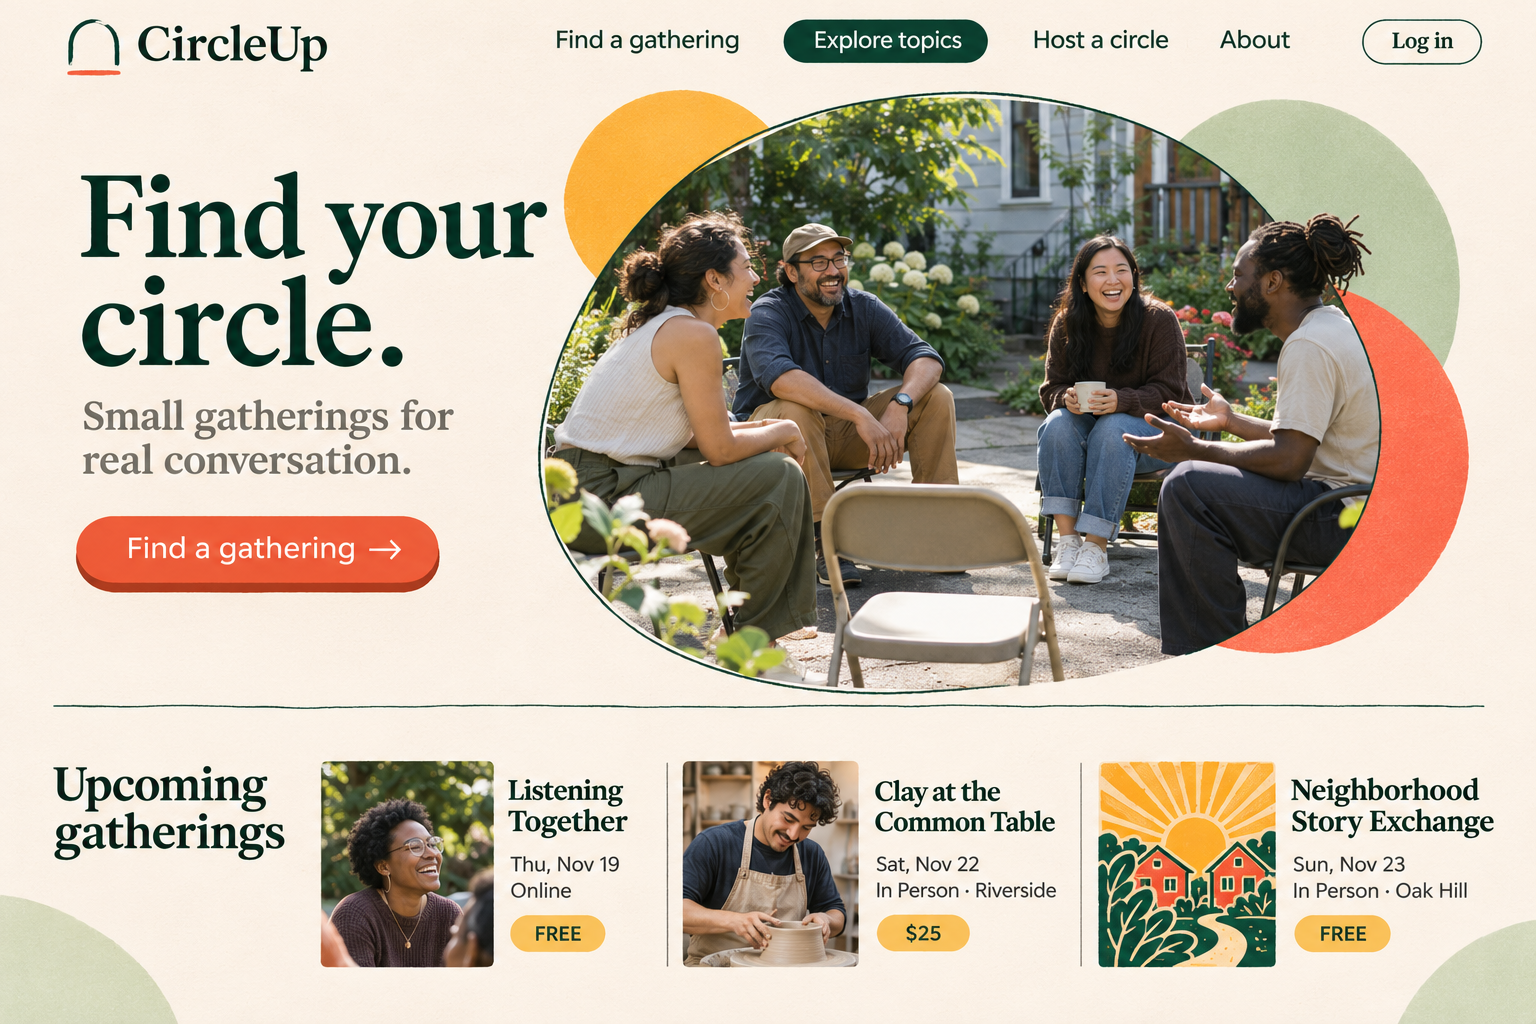 CircleUp
Find a gathering
Explore topics
Host a circle
About
Log in
Find your
circle.
Small gatherings for
real conversation.
Find a gathering →
Upcoming
gatherings
Listening
Together
Thu, Nov 19
Online
FREE
Clay at the
Common Table
Sat, Nov 22
In Person · Riverside
$25
Neighborhood
Story Exchange
Sun, Nov 23
In Person · Oak Hill
FREE